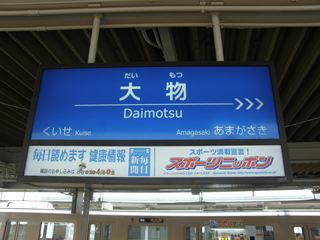 だい もつ
大 物
Daimotsu
くいせ Kuise
Amagasaki あまがさき
毎日読めます 健康情報
毎日新聞
スポーツ満載宣言!
スポーツニッポン